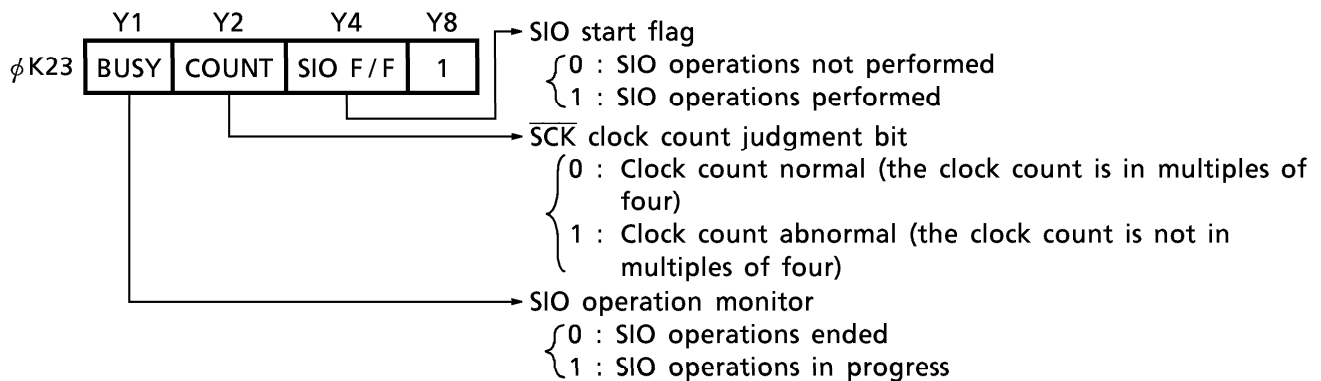 Y1 Y2 Y4 Y8
ϕK23 BUSY COUNT SIO F/F 1
SIO start flag
0 : SIO operations not performed
1 : SIO operations performed
S̅C̅K̅ clock count judgment bit
0 : Clock count normal (the clock count is in multiples of
four)
1 : Clock count abnormal (the clock count is not in
multiples of four)
SIO operation monitor
0 : SIO operations ended
1 : SIO operations in progress